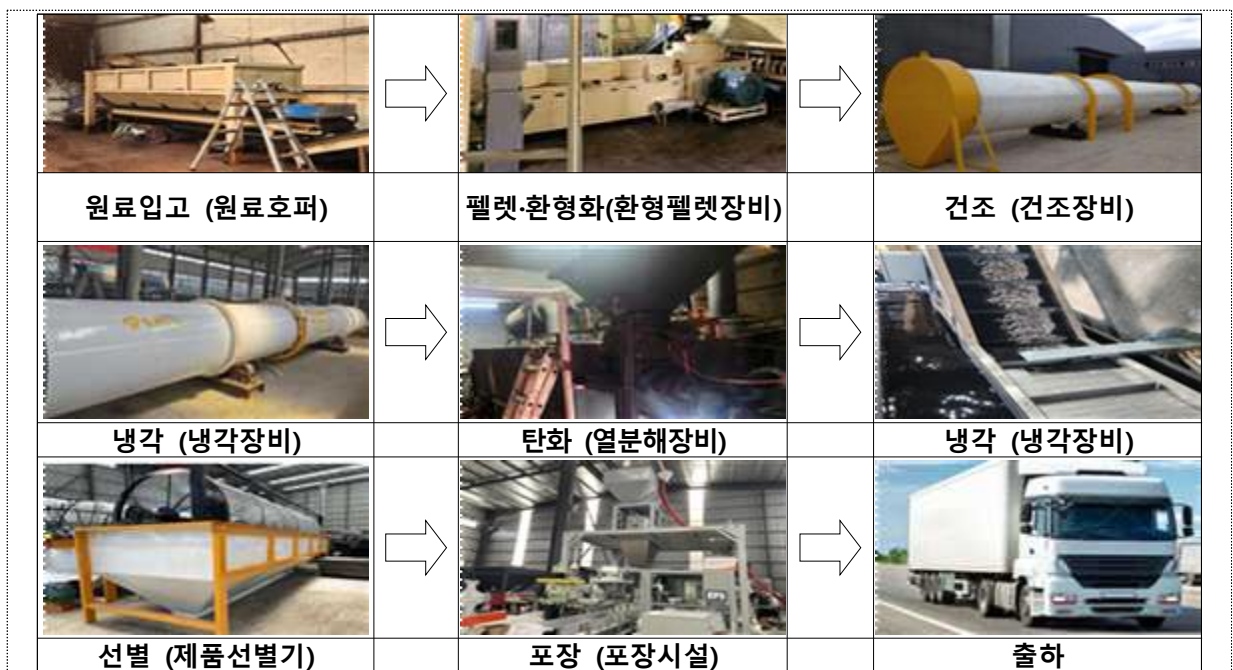 원료입고 (원료호퍼)
펠렛·환형화(환형펠렛장비)
건조 (건조장비)
냉각 (냉각장비)
탄화 (열분해장비)
냉각 (냉각장비)
선별 (제품선별기)
포장 (포장시설)
출하